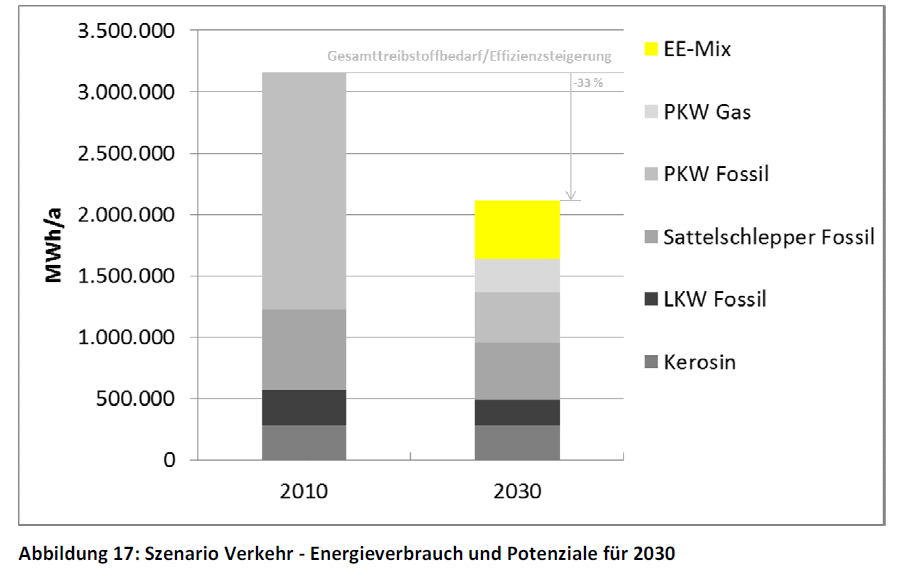 3.500.000
3.000.000
2.500.000
2.000.000
1.500.000
1.000.000
500.000
0
MWh/a
Gesamttreibstoffbedarf/Effizienzsteigerung
-33 %
2010
2030
EE-Mix
PKW Gas
PKW Fossil
Sattelschlepper Fossil
LKW Fossil
Kerosin
Abbildung 17: Szenario Verkehr - Energieverbrauch und Potenziale für 2030